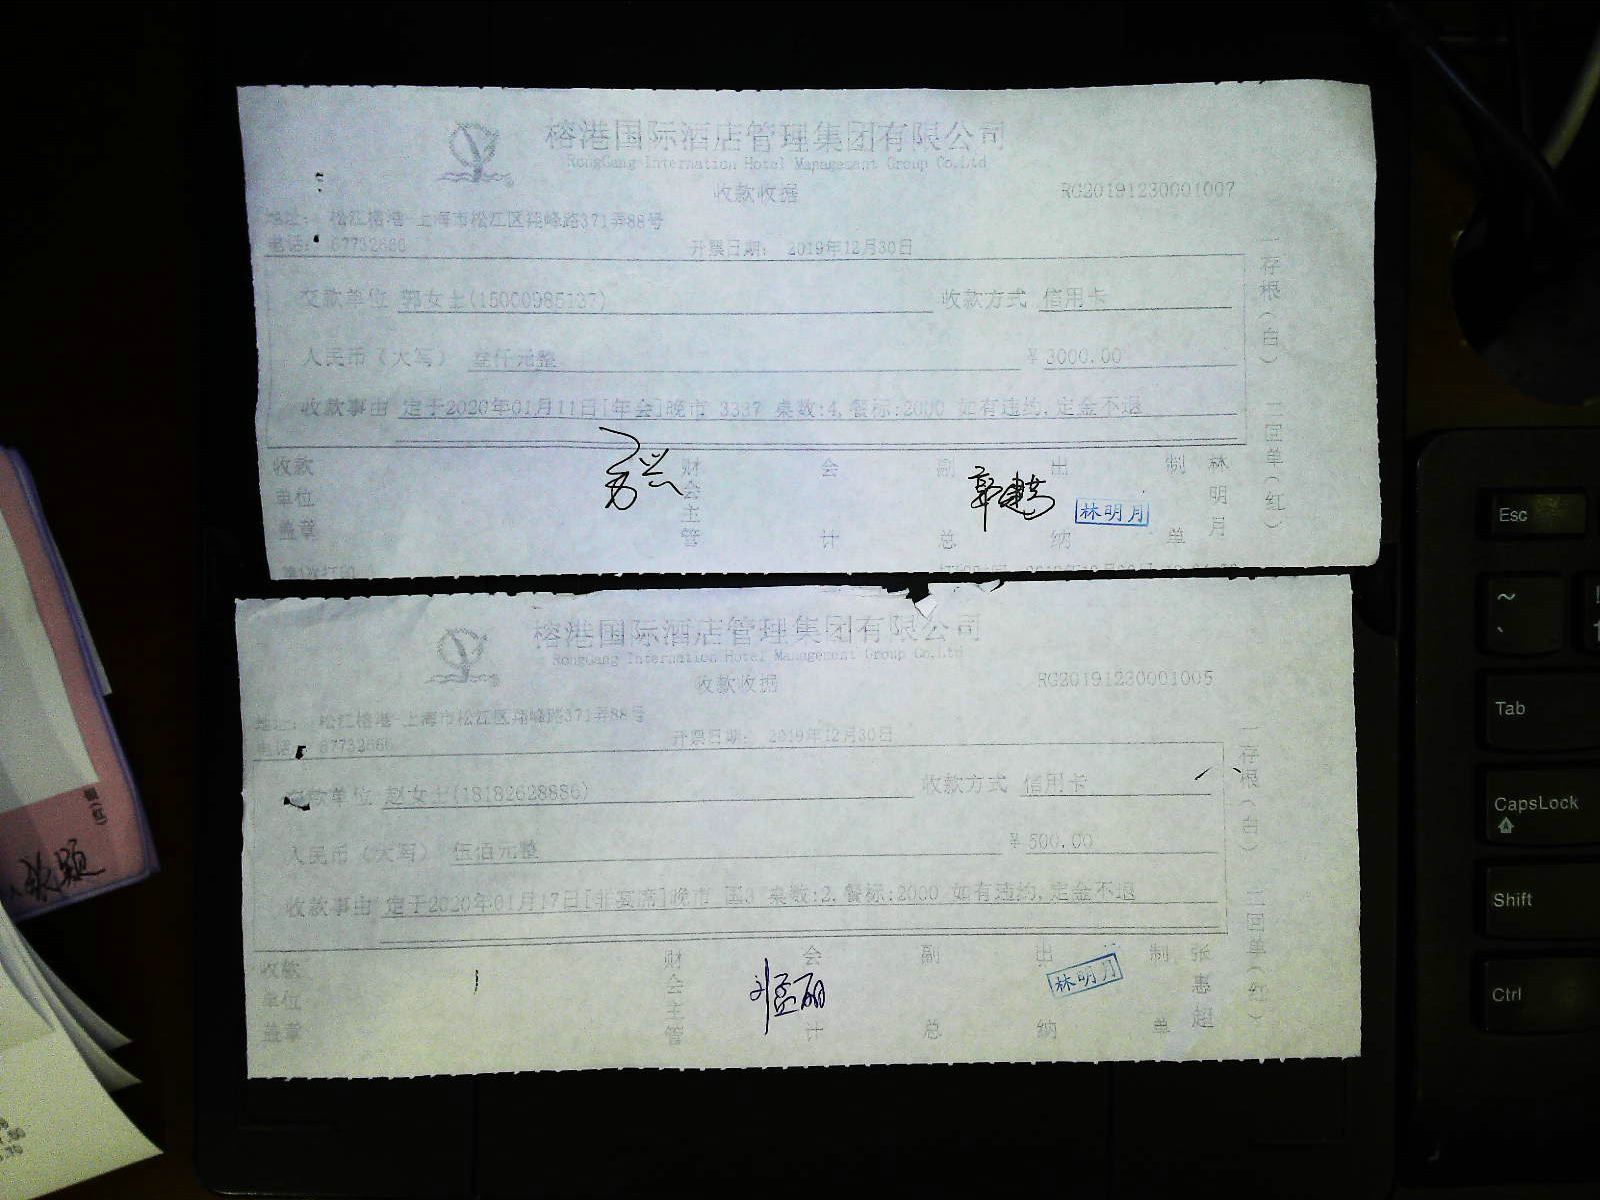 榕港国际酒店管理集团有限公司
RongGang Internation Hotel Management Group Co.Ltd
收款收据
RG20191230001007
地址： 松江榕港 上海市松江区翔峰路371弄88号
电话： 67732666
开票日期： 2019年12月30日
交款单位 郭女士(15000985137)
收款方式 信用卡
人民币（大写） 叁仟元整
¥3000.00
收款事由 定于2020年01月11日[年会]晚市 3337 桌数:4,餐标:2000 如有违约,定金不退
一存根（白） 二回单（红）
收款单位盖章
财会主管
会计
副总
出纳
林明月
制单
林明月
榕港国际酒店管理集团有限公司
RongGang Internation Hotel Management Group Co.Ltd
收款收据
RG20191230001005
地址： 松江榕港 上海市松江区翔峰路371弄88号
电话： 67732666
开票日期： 2019年12月30日
交款单位 赵女士(18182628886)
收款方式 信用卡
人民币（大写） 伍佰元整
¥500.00
收款事由 定于2020年01月17日[非宴席]晚市 国3 桌数:2,餐标:2000 如有违约,定金不退
一存根（白） 二回单（红）
收款单位盖章
财会主管
会计
刘孟丽
副总
出纳
林明月
制单
张惠超
Esc
~
Tab
CapsLock
Shift
Ctrl